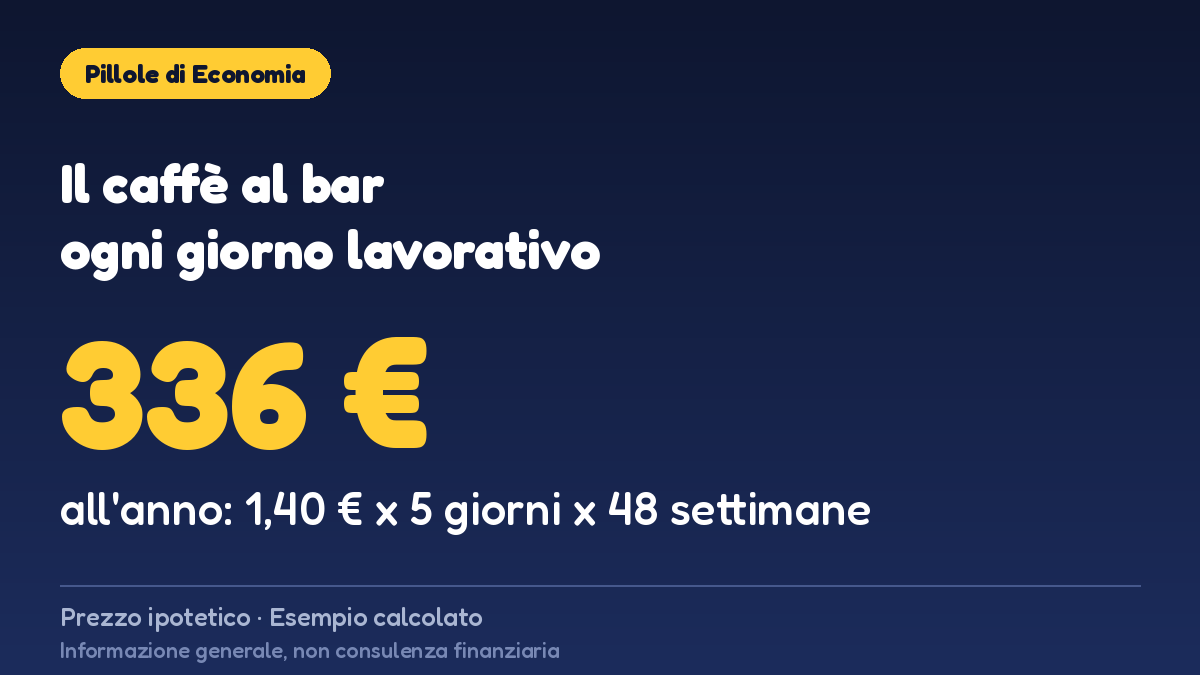 Pillole di Economia
Il caffè al bar
ogni giorno lavorativo
336 €
all'anno: 1,40 € x 5 giorni x 48 settimane
Prezzo ipotetico · Esempio calcolato
Informazione generale, non consulenza finanziaria